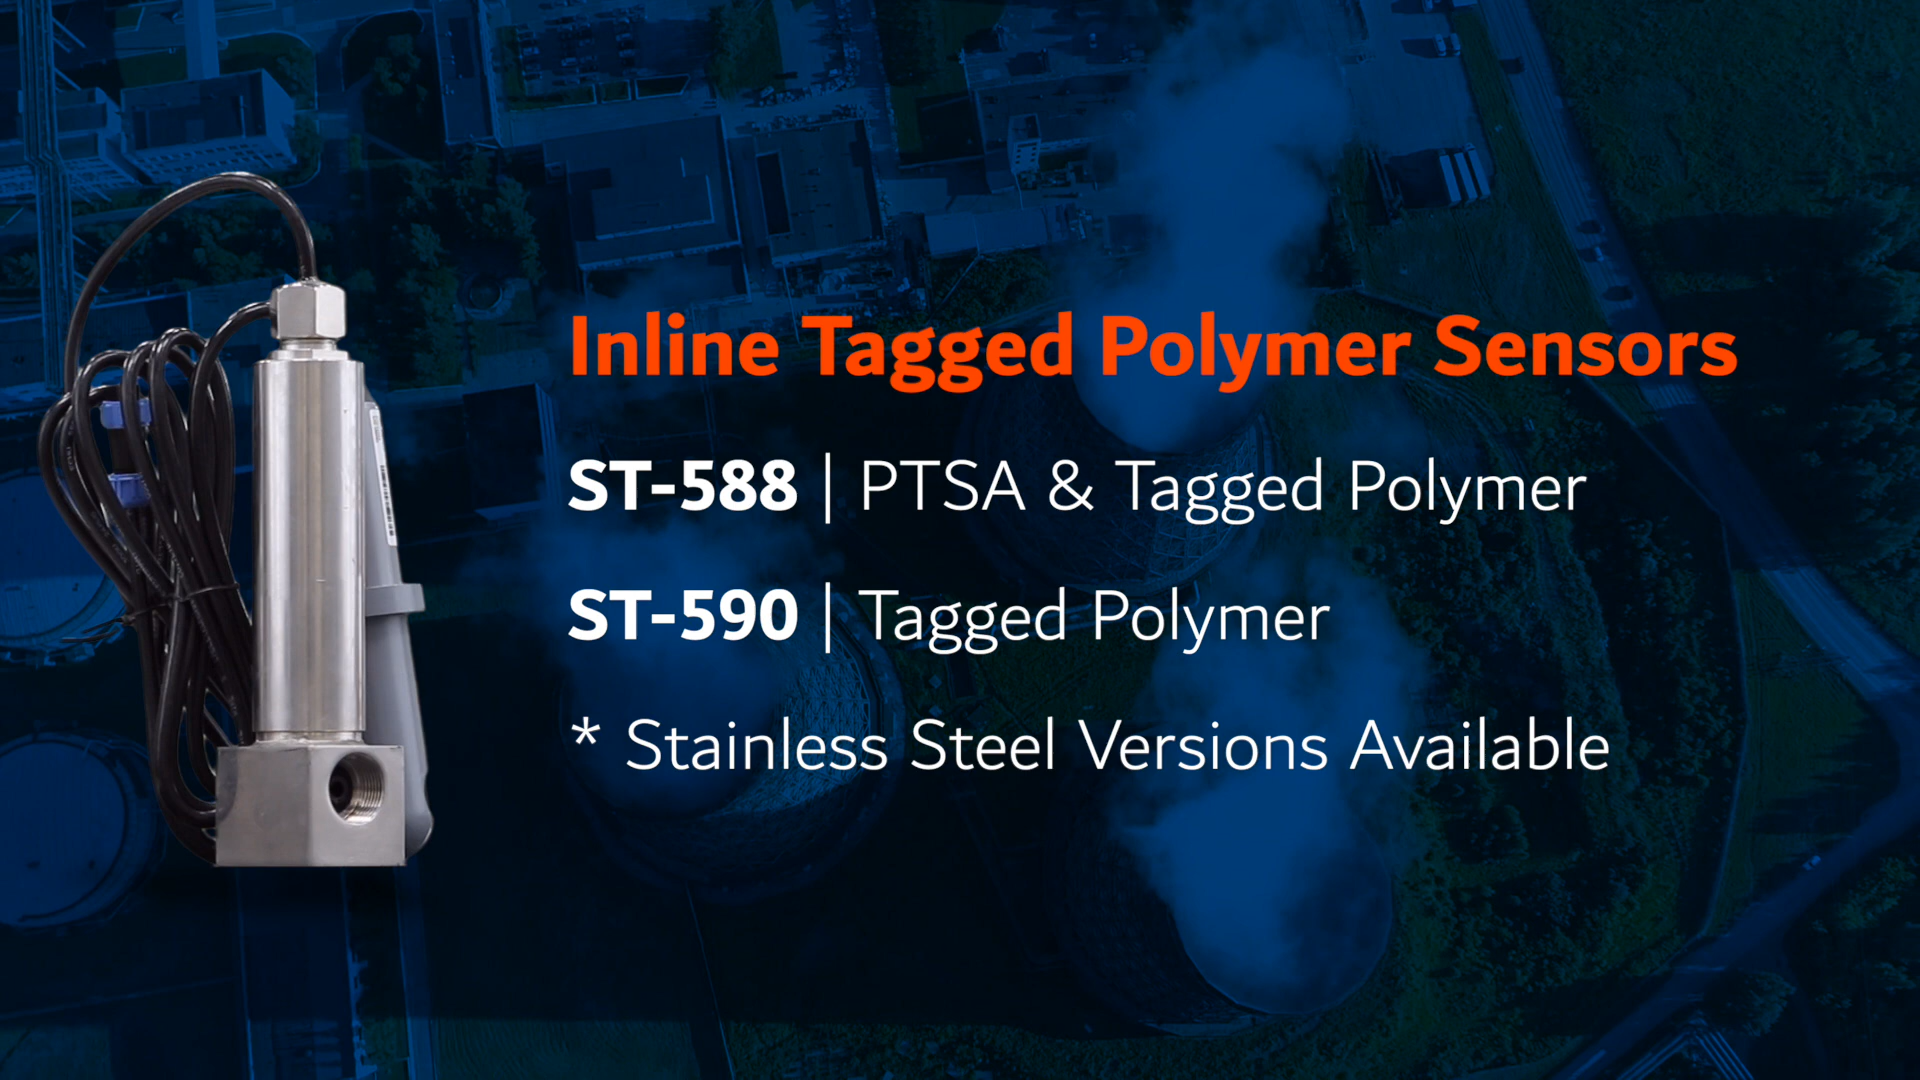 Inline Tagged Polymer Sensors
ST-588 | PTSA & Tagged Polymer
ST-590 | Tagged Polymer
* Stainless Steel Versions Available